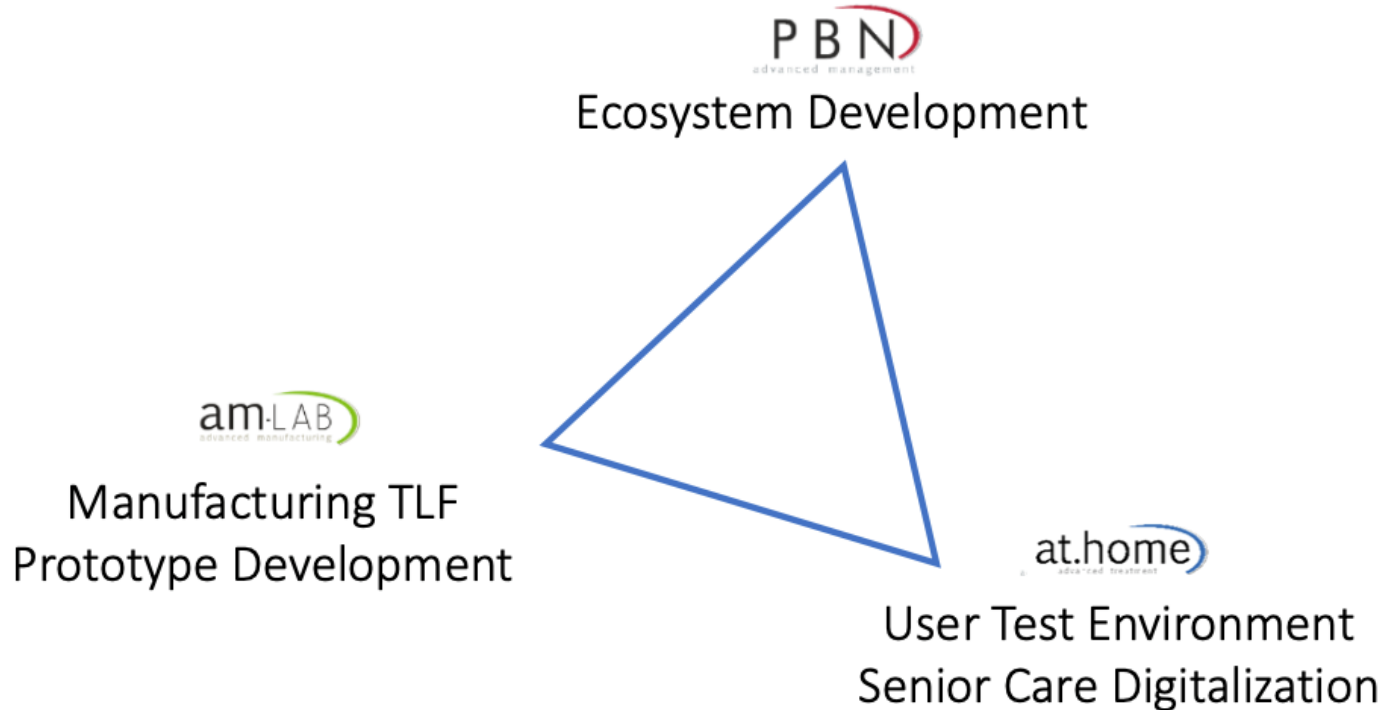 PBN
advanced management
Ecosystem Development
am·LAB
advanced manufacturing
Manufacturing TLF
Prototype Development
at.home
advanced treatment
User Test Environment
Senior Care Digitalization